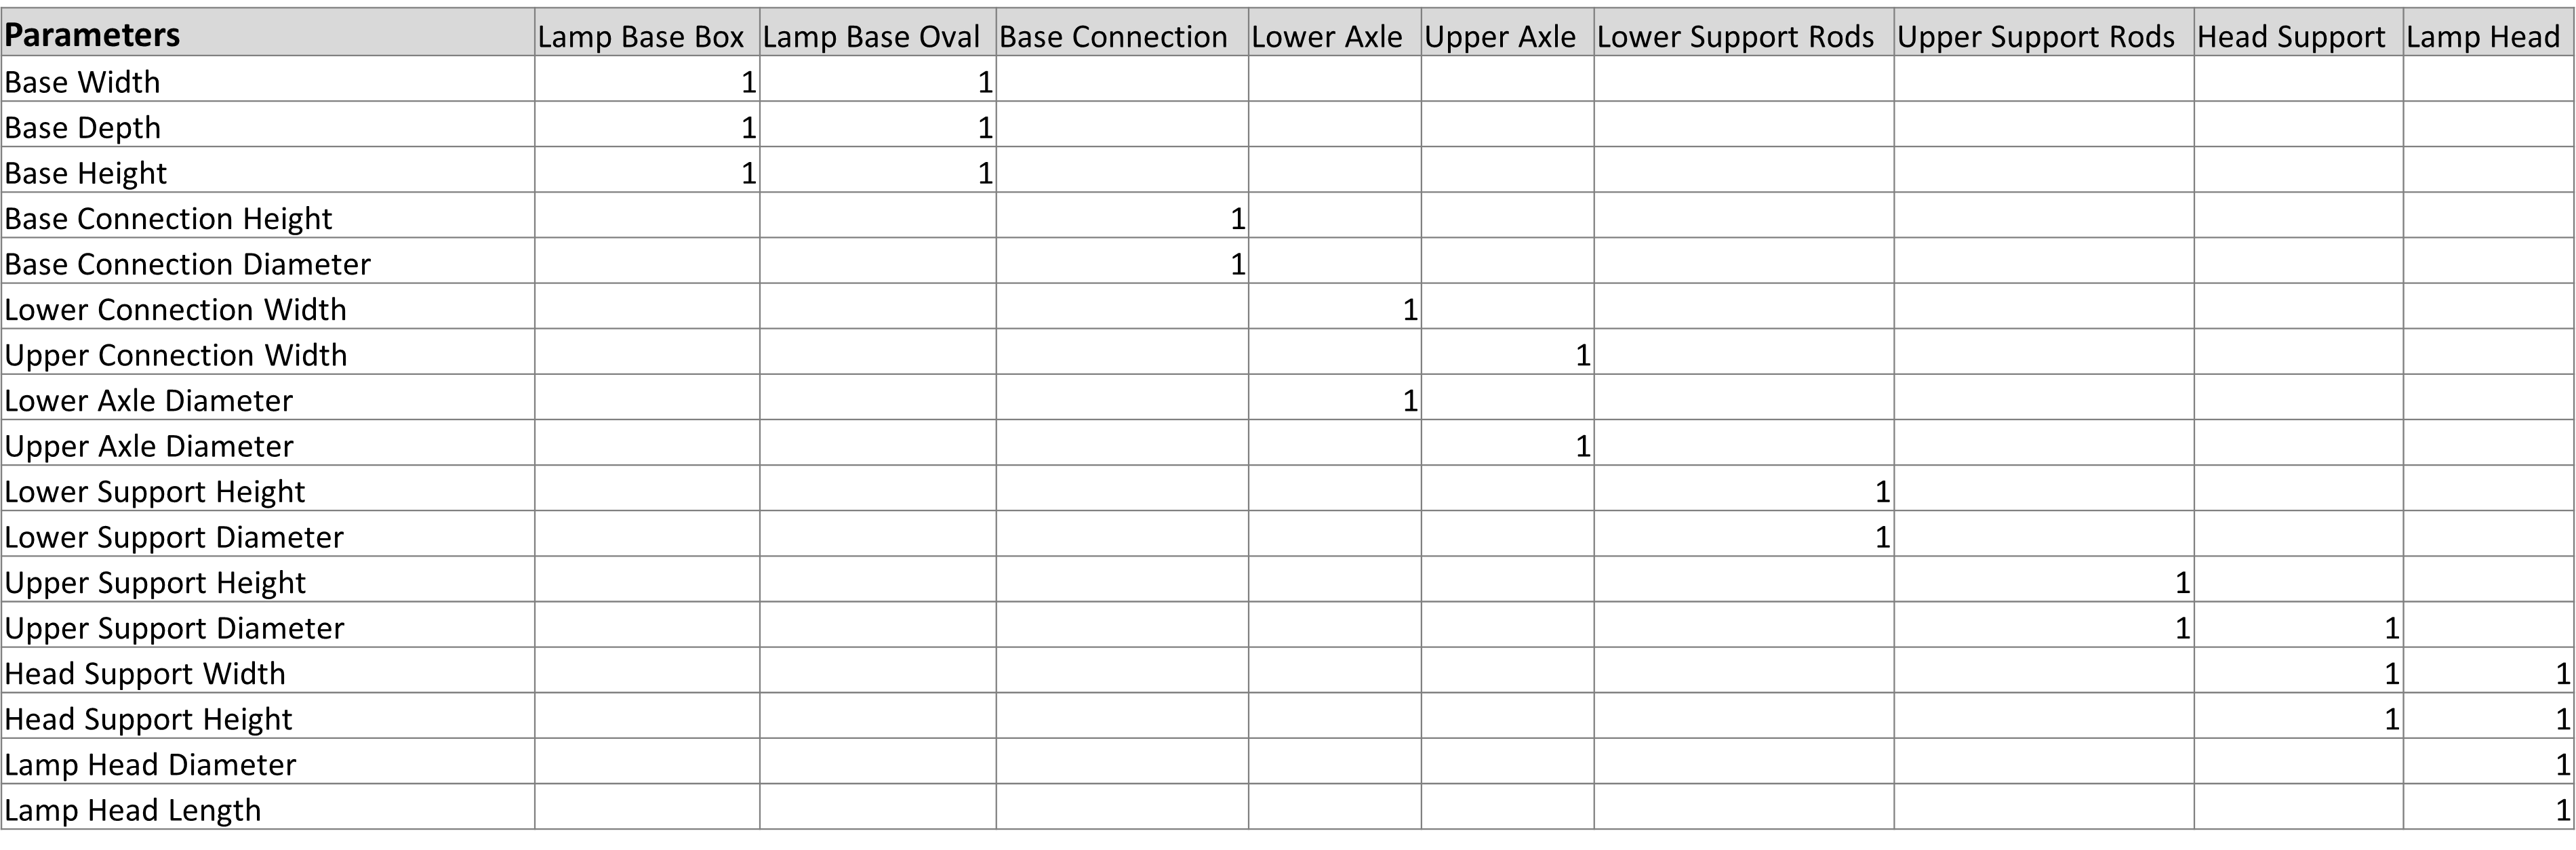 Parameters Lamp Base Box Lamp Base Oval Base Connection Lower Axle Upper Axle Lower Support Rods Upper Support Rods Head Support Lamp Head
Base Width 1 1
Base Depth 1 1
Base Height 1 1
Base Connection Height 1
Base Connection Diameter 1
Lower Connection Width 1
Upper Connection Width 1
Lower Axle Diameter 1
Upper Axle Diameter 1
Lower Support Height 1
Lower Support Diameter 1
Upper Support Height 1
Upper Support Diameter 1 1
Head Support Width 1 1
Head Support Height 1 1
Lamp Head Diameter 1
Lamp Head Length 1